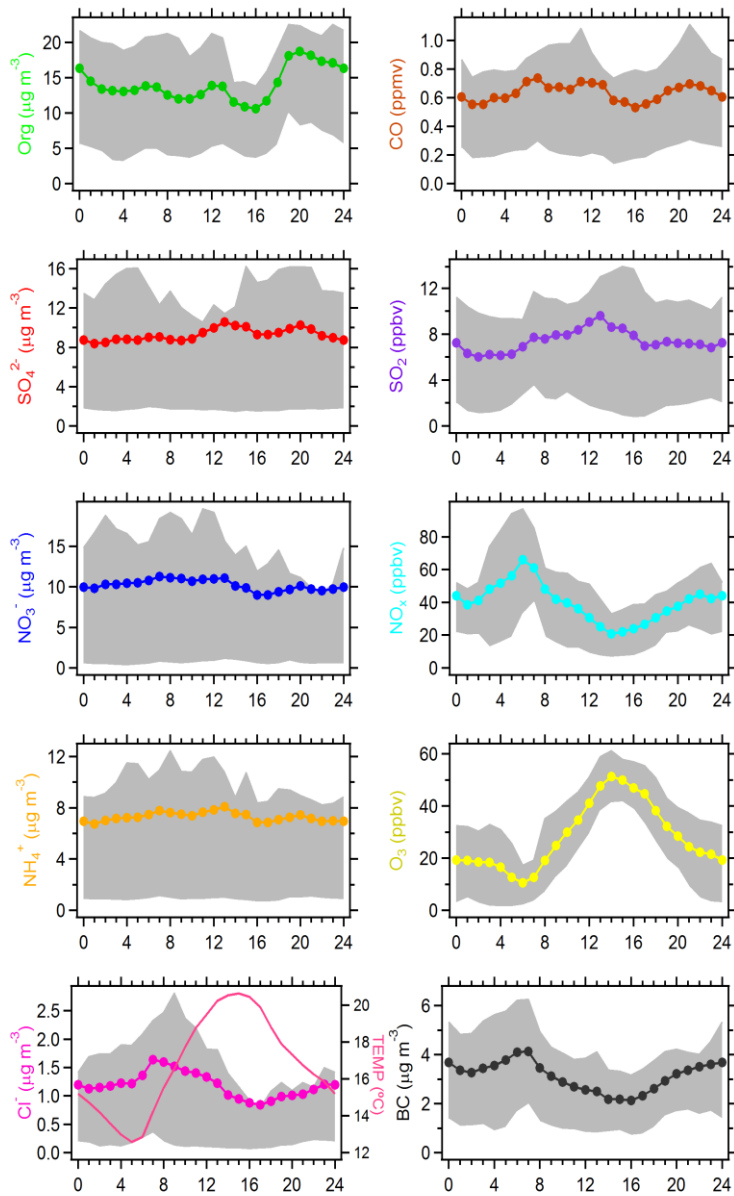 Org (µg m⁻³)
20
15
10
5
0
0 4 8 12 16 20 24
CO (ppmv)
1.0
0.8
0.6
0.4
0.2
0.0
0 4 8 12 16 20 24
SO₄²⁻ (µg m⁻³)
16
12
8
4
0
0 4 8 12 16 20 24
SO₂ (ppbv)
12
8
4
0
0 4 8 12 16 20 24
NO₃⁻ (µg m⁻³)
15
10
5
0
0 4 8 12 16 20 24
NOₓ (ppbv)
80
60
40
20
0
0 4 8 12 16 20 24
NH₄⁺ (µg m⁻³)
12
8
4
0
0 4 8 12 16 20 24
O₃ (ppbv)
60
40
20
0
0 4 8 12 16 20 24
Cl⁻ (µg m⁻³)
2.5
2.0
1.5
1.0
0.5
0.0
0 4 8 12 16 20 24
TEMP (ºC)
20
18
16
14
12
BC (µg m⁻³)
6
4
2
0
0 4 8 12 16 20 24